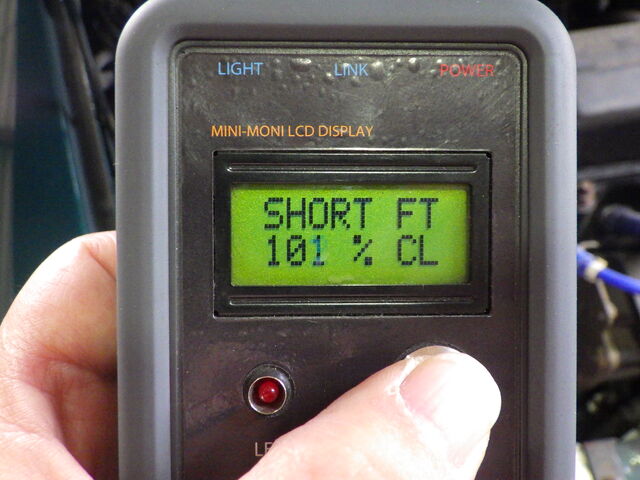 LIGHT LINK POWER
MINI-MONI LCD DISPLAY
SHORT FT
101 % CL